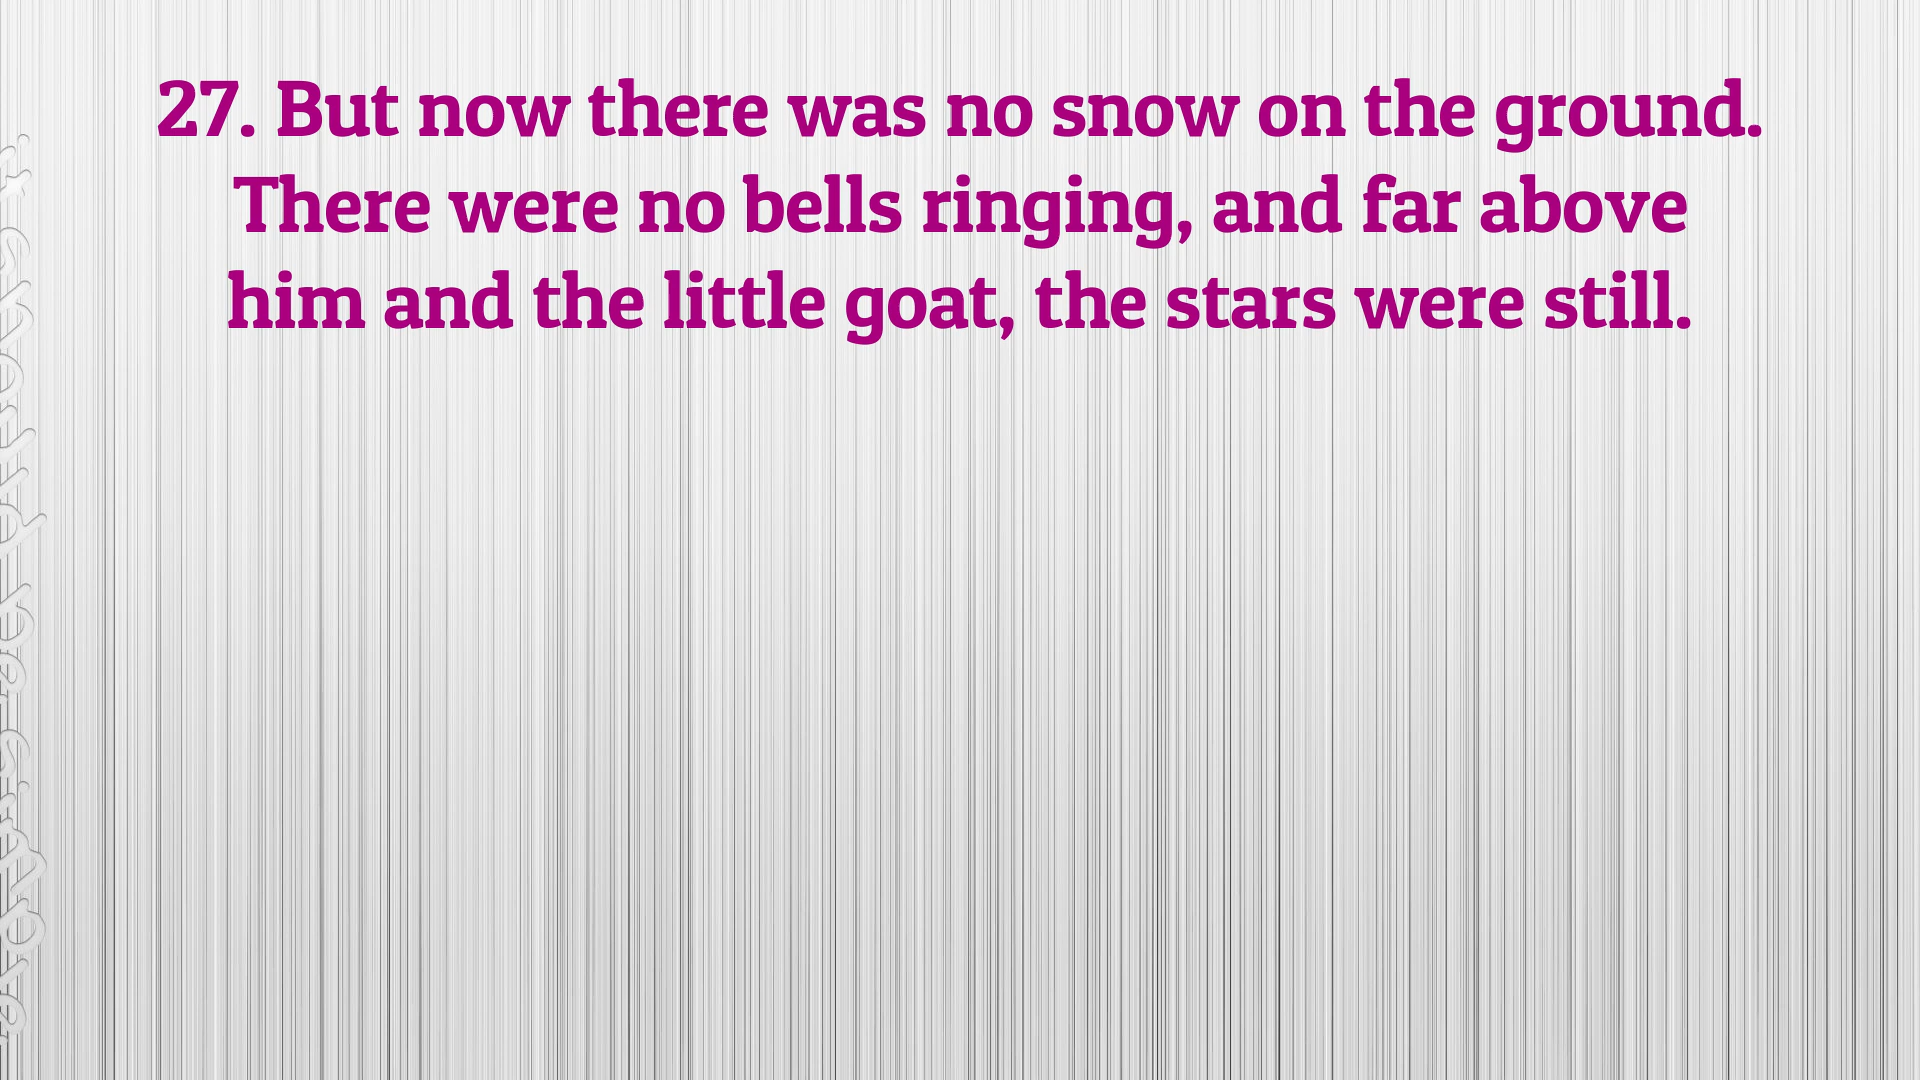 27. But now there was no snow on the ground.
There were no bells ringing, and far above
him and the little goat, the stars were still.